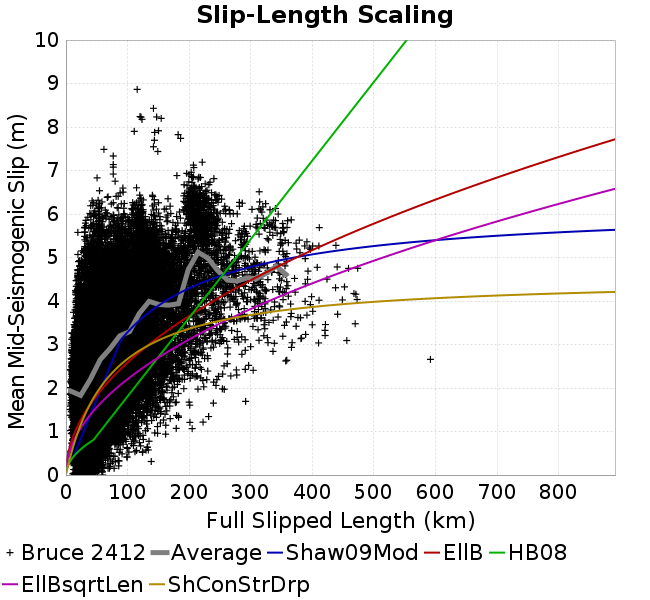 Slip-Length Scaling
Mean Mid-Seismogenic Slip (m)
10
9
8
7
6
5
4
3
2
1
0
0 100 200 300 400 500 600 700 800
Full Slipped Length (km)
Bruce 2412 Average Shaw09Mod EllB HB08
EllBsqrtLen ShConStrDrp